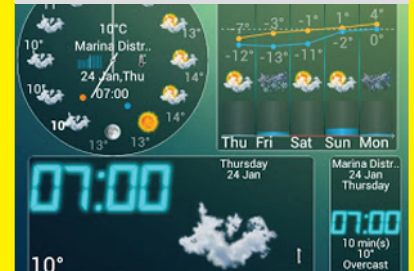 11°
10°C
13°
10°
Marina Distr..
14°
24 Jan,Thu
10°
07:00
14°
10°
13°
13°
-7°
-3°
-1°
1°
4°
-12°
-13°
-11°
-2°
0°
Thu Fri Sat Sun Mon
07:00
Thursday
24 Jan
10°
Marina Distr..
24 Jan
Thursday
07:00
10 min(s)
10°
Overcast